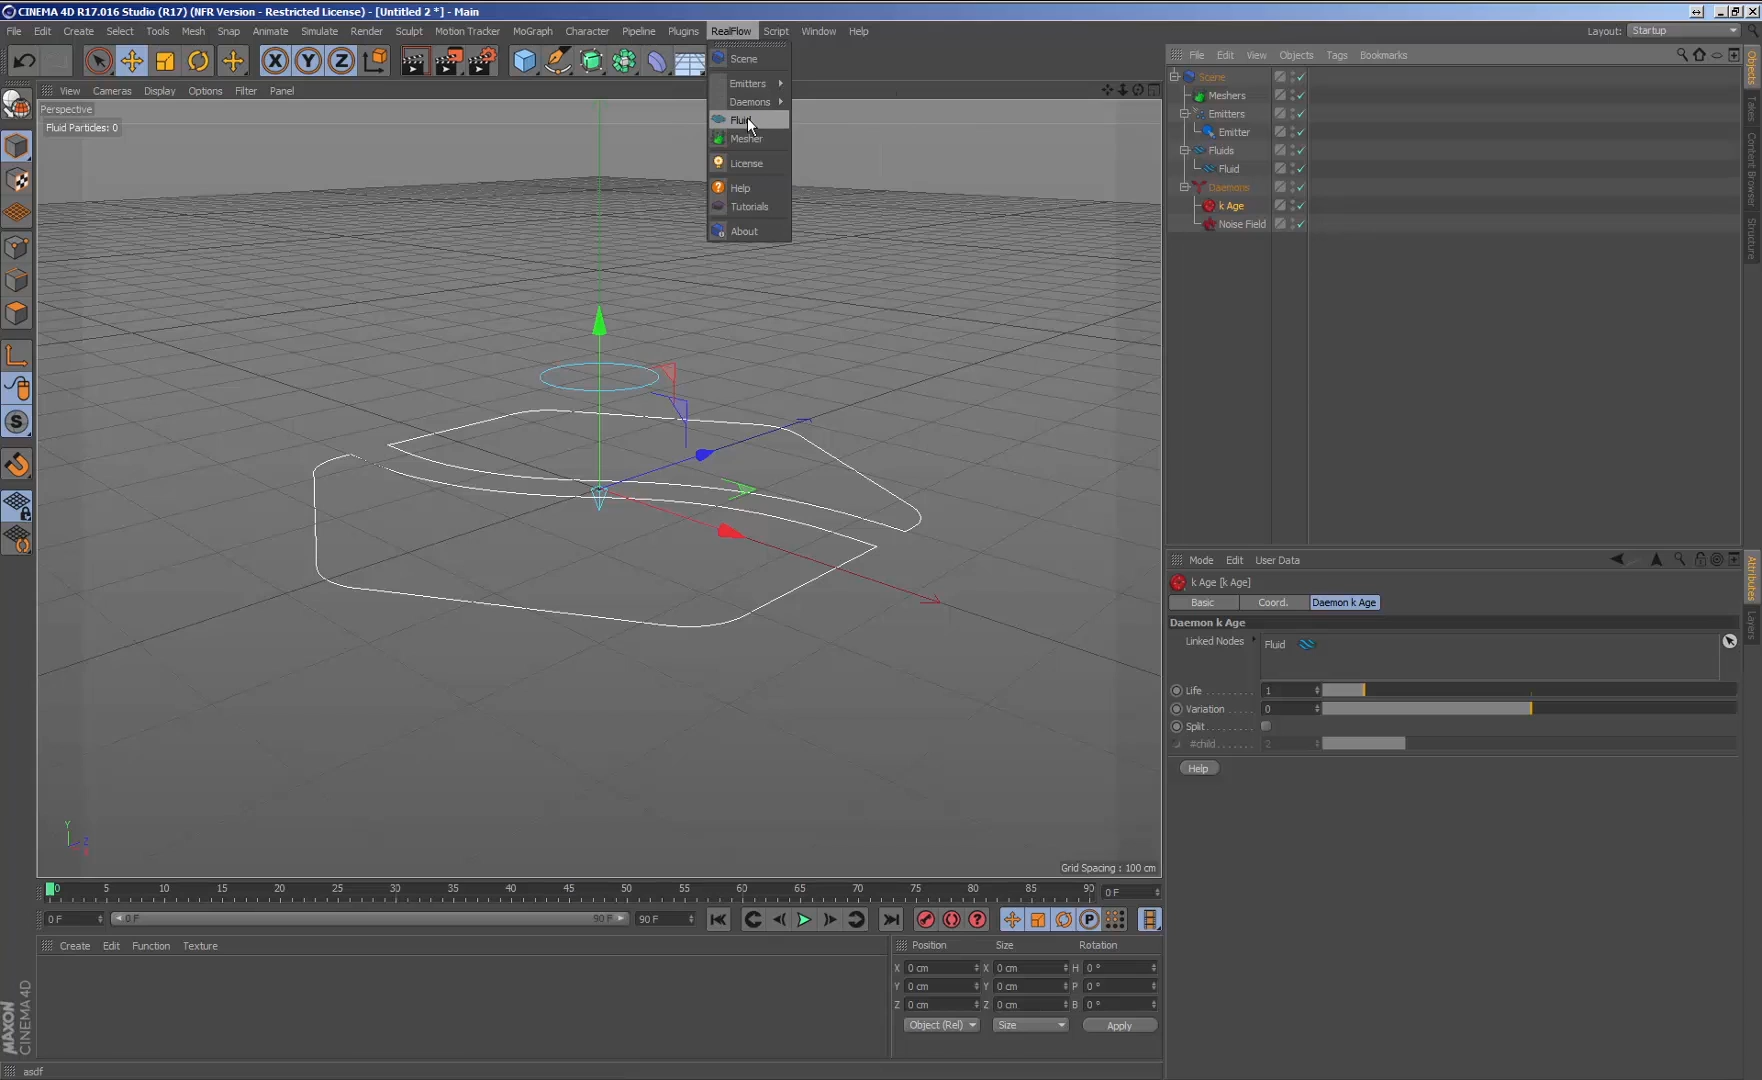 CINEMA 4D R17.016 Studio (R17) (NFR Version - Restricted License) - [Untitled 2 *] - Main
File Edit Create Select Tools Mesh Snap Animate Simulate Render Sculpt Motion Tracker MoGraph Character Pipeline Plugins RealFlow Script Window Help
Layout: Startup
View Cameras Display Options Filter Panel
Perspective
Fluid Particles: 0
Scene
Emitters
Daemons
Fluid
Mesher
License
Help
Tutorials
About
X Y Z
Y
Z
X
Grid Spacing : 100 cm
File Edit View Objects Tags Bookmarks
Scene
Meshers
Emitters
Emitter
Fluids
Fluid
Daemons
k Age
Noise Field
Objects
Takes
Content Browser
Structure
Mode Edit User Data
k Age [k Age]
Basic Coord. Daemon k Age
Daemon k Age
Linked Nodes Fluid
Life 1
Variation 0
Split
#child 2
Help
Attributes
Layers
0 5 10 15 20 25 30 35 40 45 50 55 60 65 70 75 80 85 90 0 F
0 F 0 F 90 F 90 F
Create Edit Function Texture
Position Size Rotation
X 0 cm X 0 cm H 0 °
Y 0 cm Y 0 cm P 0 °
Z 0 cm Z 0 cm B 0 °
Object (Rel) Size Apply
MAXON
CINEMA 4D
asdf